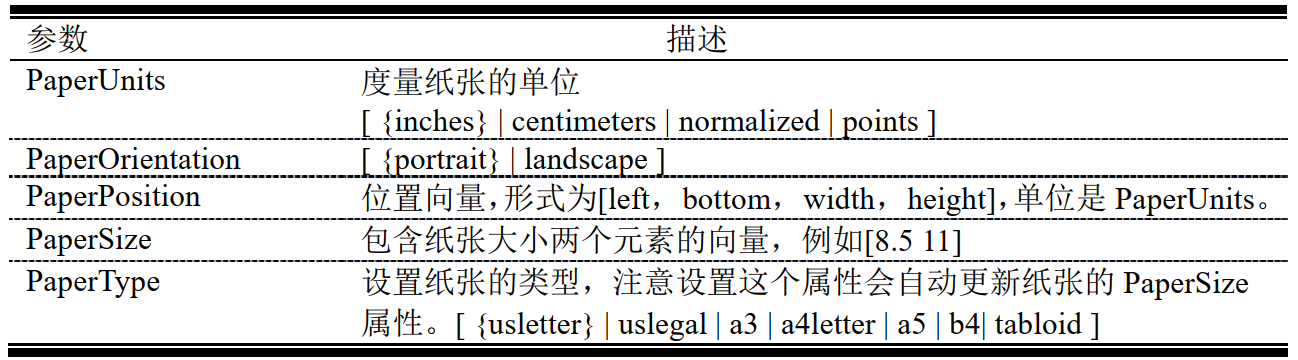 参数 描述
PaperUnits 度量纸张的单位
[ {inches} | centimeters | normalized | points ]
PaperOrientation [ {portrait} | landscape ]
PaperPosition 位置向量，形式为[left，bottom，width，height]，单位是 PaperUnits。
PaperSize 包含纸张大小两个元素的向量，例如[8.5 11]
PaperType 设置纸张的类型，注意设置这个属性会自动更新纸张的 PaperSize
属性。[ {usletter} | uslegal | a3 | a4letter | a5 | b4| tabloid ]